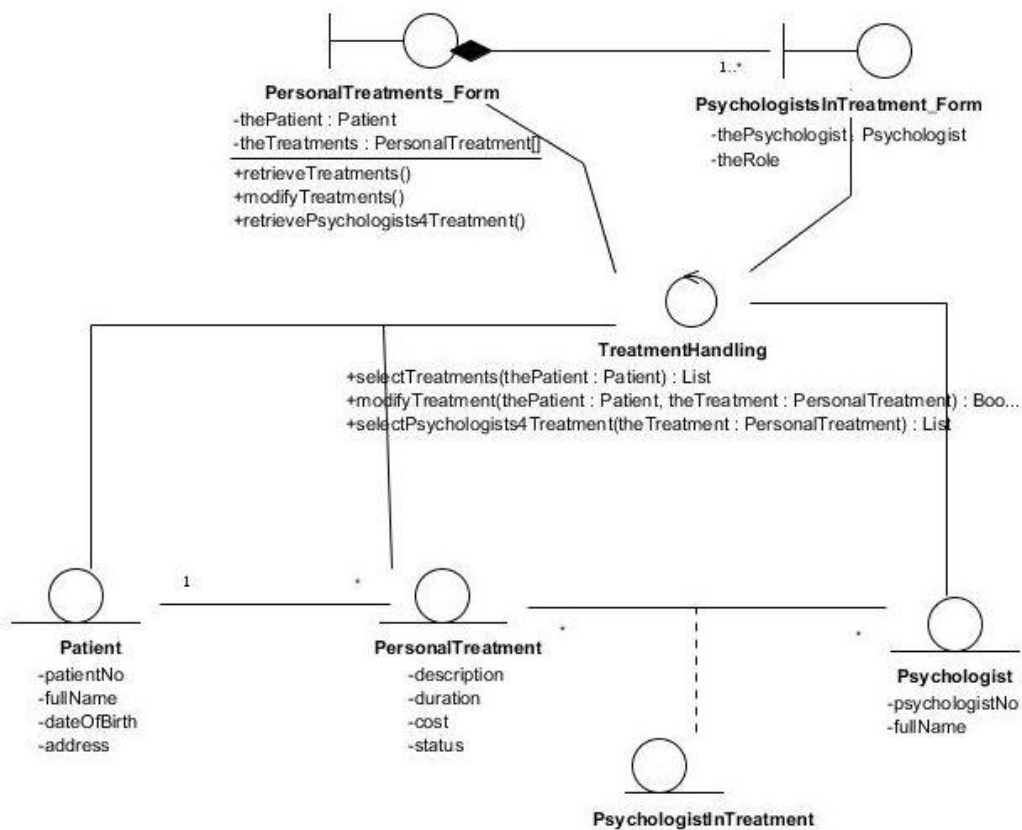 1..*
PersonalTreatments_Form
-thePatient : Patient
-theTreatments : PersonalTreatment[]
+retrieveTreatments()
+modifyTreatments()
+retrievePsychologists4Treatment()
PsychologistsInTreatment_Form
-thePsychologist : Psychologist
-theRole
TreatmentHandling
+selectTreatments(thePatient : Patient) : List
+modifyTreatment(thePatient : Patient, theTreatment : PersonalTreatment) : Boo...
+selectPsychologists4Treatment(theTreatment : PersonalTreatment) : List
1
*
*
*
Patient
-patientNo
-fullName
-dateOfBirth
-address
PersonalTreatment
-description
-duration
-cost
-status
Psychologist
-psychologistNo
-fullName
PsychologistInTreatment